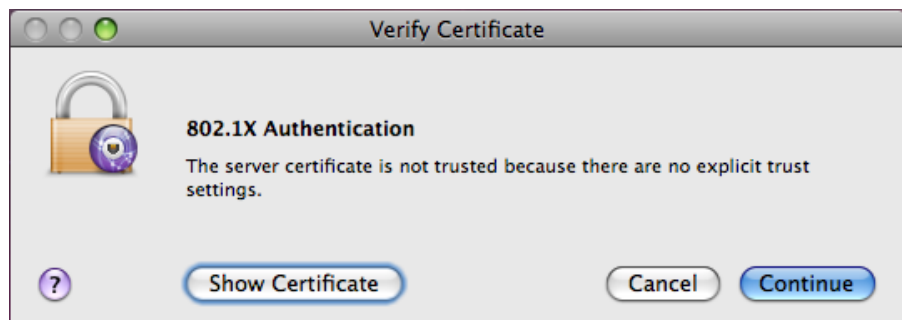 Verify Certificate
802.1X Authentication
The server certificate is not trusted because there are no explicit trust
settings.
?
Show Certificate
Cancel
Continue